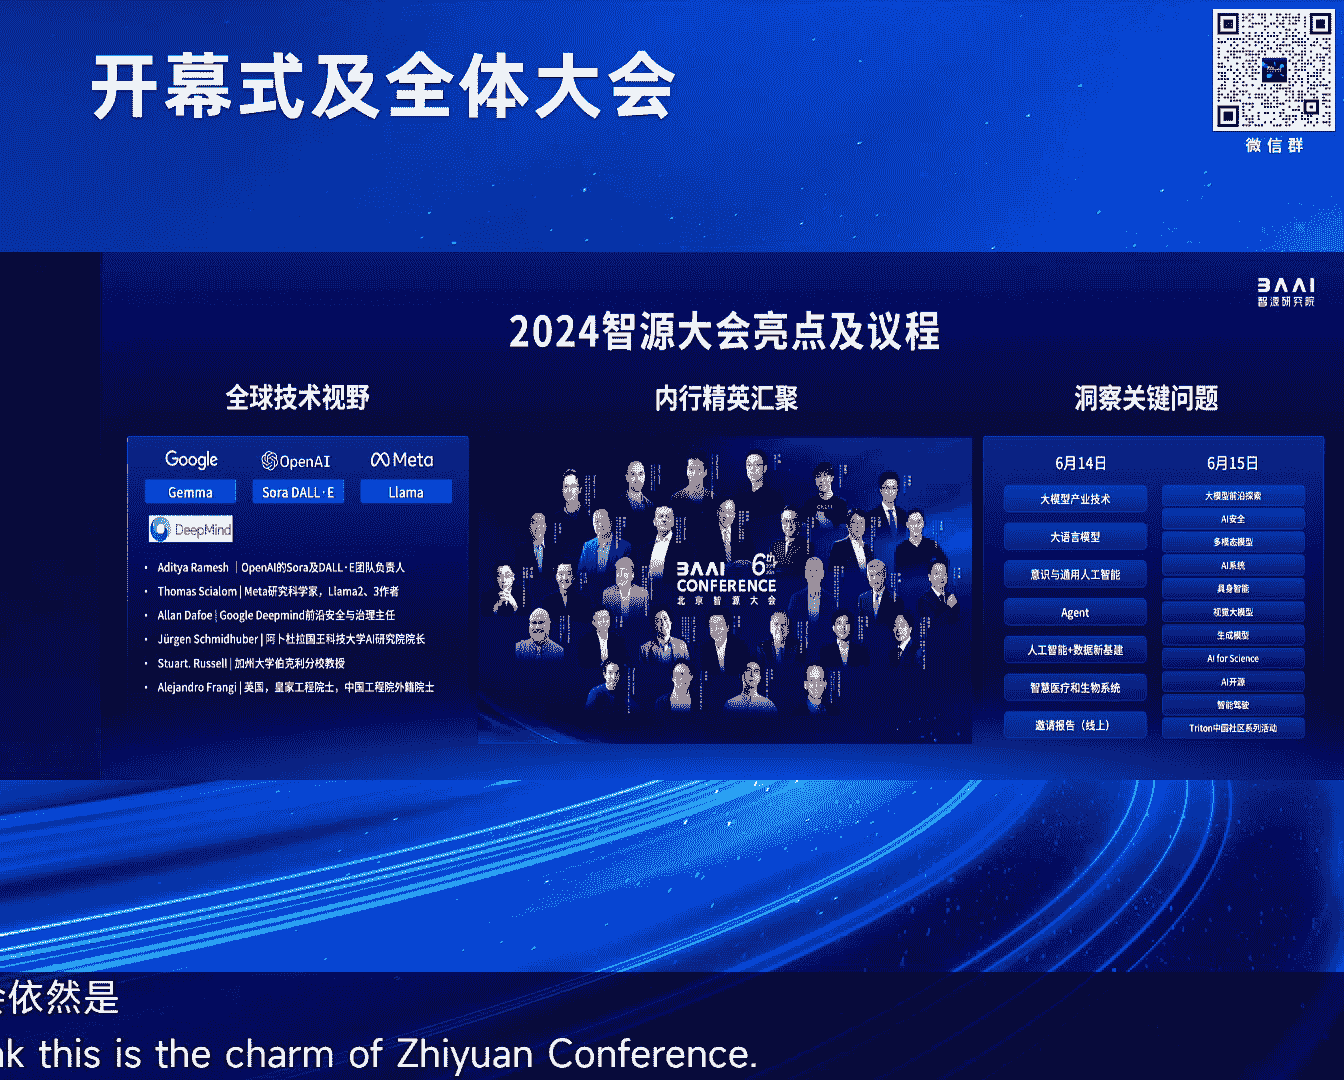 开幕式及全体大会
微信群
BAAI
智源研究院
2024智源大会亮点及议程
全球技术视野
Google
OpenAI
Meta
Gemma
Sora DALL·E
Llama
DeepMind
· Aditya Ramesh | OpenAI的Sora及DALL·E团队负责人
· Thomas Scialom | Meta研究科学家，Llama2、3作者
· Allan Dafoe | Google Deepmind前沿安全与治理主任
· Jürgen Schmidhuber | 阿卜杜拉国王科技大学AI研究院院长
· Stuart. Russell | 加州大学伯克利分校教授
· Alejandro Frangi | 英国，皇家工程院士，中国工程院外籍院士
内行精英汇聚
BAAI 6th
CONFERENCE
北京智源大会
洞察关键问题
6月14日
大模型产业技术
大语言模型
意识与通用人工智能
Agent
人工智能+数据新基建
智慧医疗和生物系统
邀请报告（线上）
6月15日
大模型前沿探索
AI安全
多模态模型
AI系统
具身智能
视觉大模型
生成模型
AI for Science
AI开源
智能驾驶
Triton中国社区系列活动
依然是
this is the charm of Zhiyuan Conference.